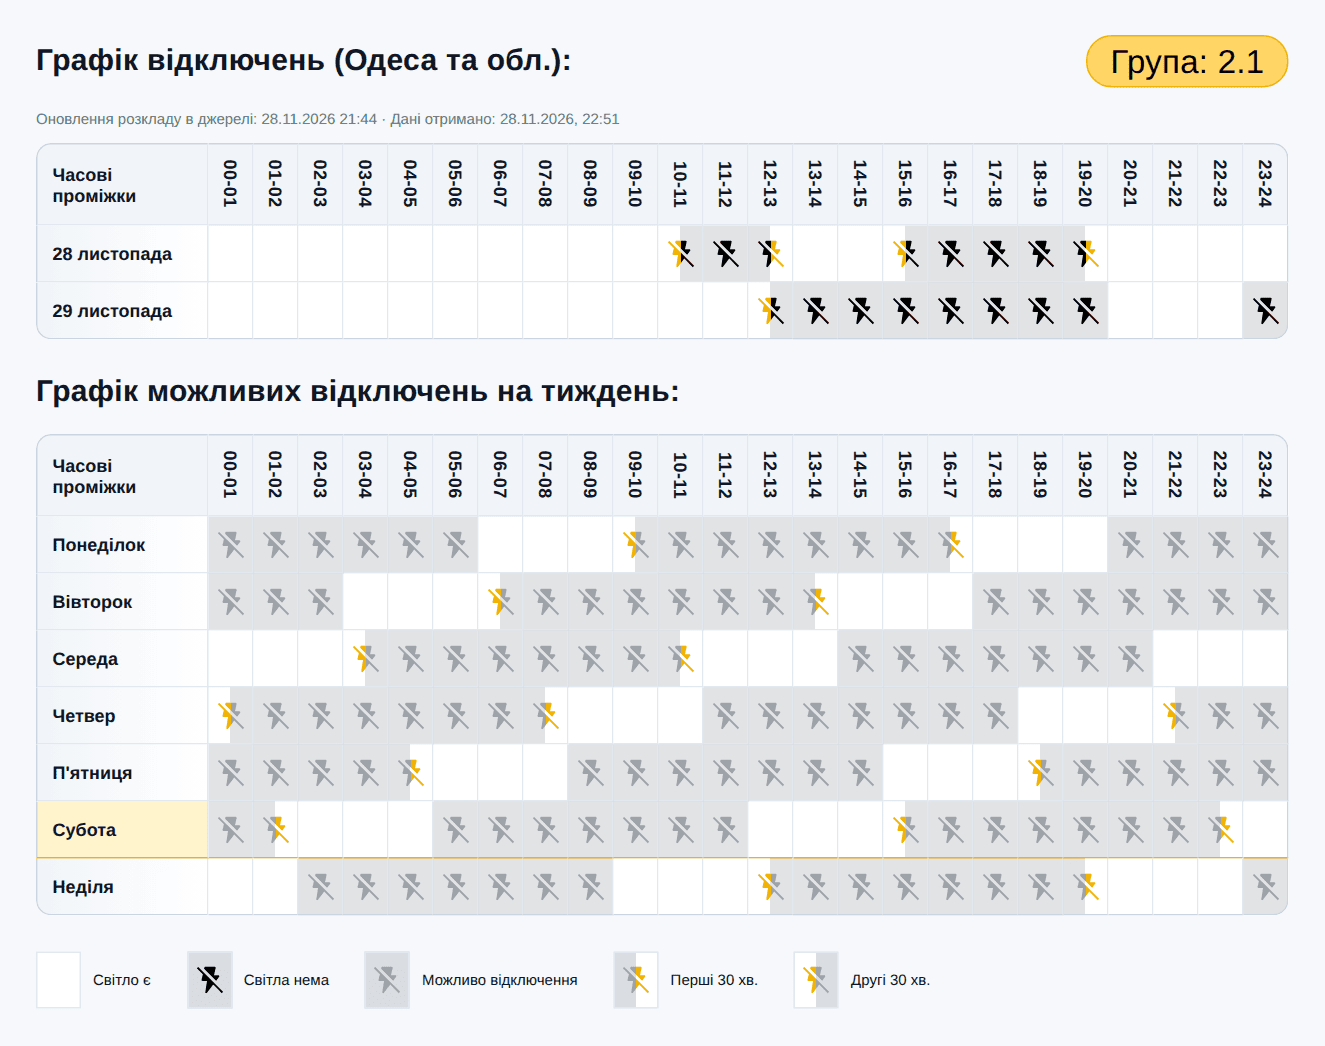 Графік відключень (Одеса та обл.):
Група: 2.1
Оновлення розкладу в джерелі: 28.11.2026 21:44 · Дані отримано: 28.11.2026, 22:51
Часові проміжки 00-01 01-02 02-03 03-04 04-05 05-06 06-07 07-08 08-09 09-10 10-11 11-12 12-13 13-14 14-15 15-16 16-17 17-18 18-19 19-20 20-21 21-22 22-23 23-24
28 листопада
29 листопада
Графік можливих відключень на тиждень:
Часові проміжки 00-01 01-02 02-03 03-04 04-05 05-06 06-07 07-08 08-09 09-10 10-11 11-12 12-13 13-14 14-15 15-16 16-17 17-18 18-19 19-20 20-21 21-22 22-23 23-24
Понеділок
Вівторок
Середа
Четвер
П'ятниця
Субота
Неділя
Світло є
Світла нема
Можливо відключення
Перші 30 хв.
Другі 30 хв.